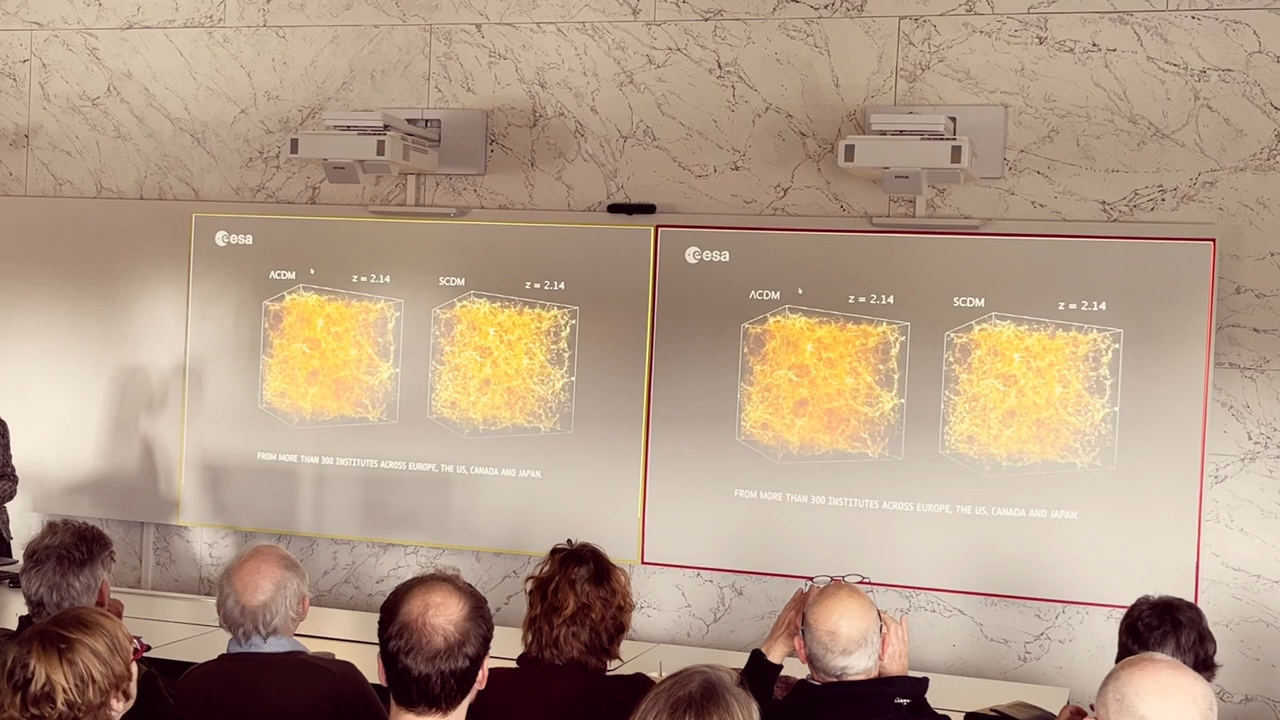 esa
ΛCDM z = 2.14 SCDM z = 2.14
FROM MORE THAN 300 INSTITUTES ACROSS EUROPE, THE US, CANADA AND JAPAN.
esa
ΛCDM z = 2.14 SCDM z = 2.14
FROM MORE THAN 300 INSTITUTES ACROSS EUROPE, THE US, CANADA AND JAPAN.
EPSON
EPSON